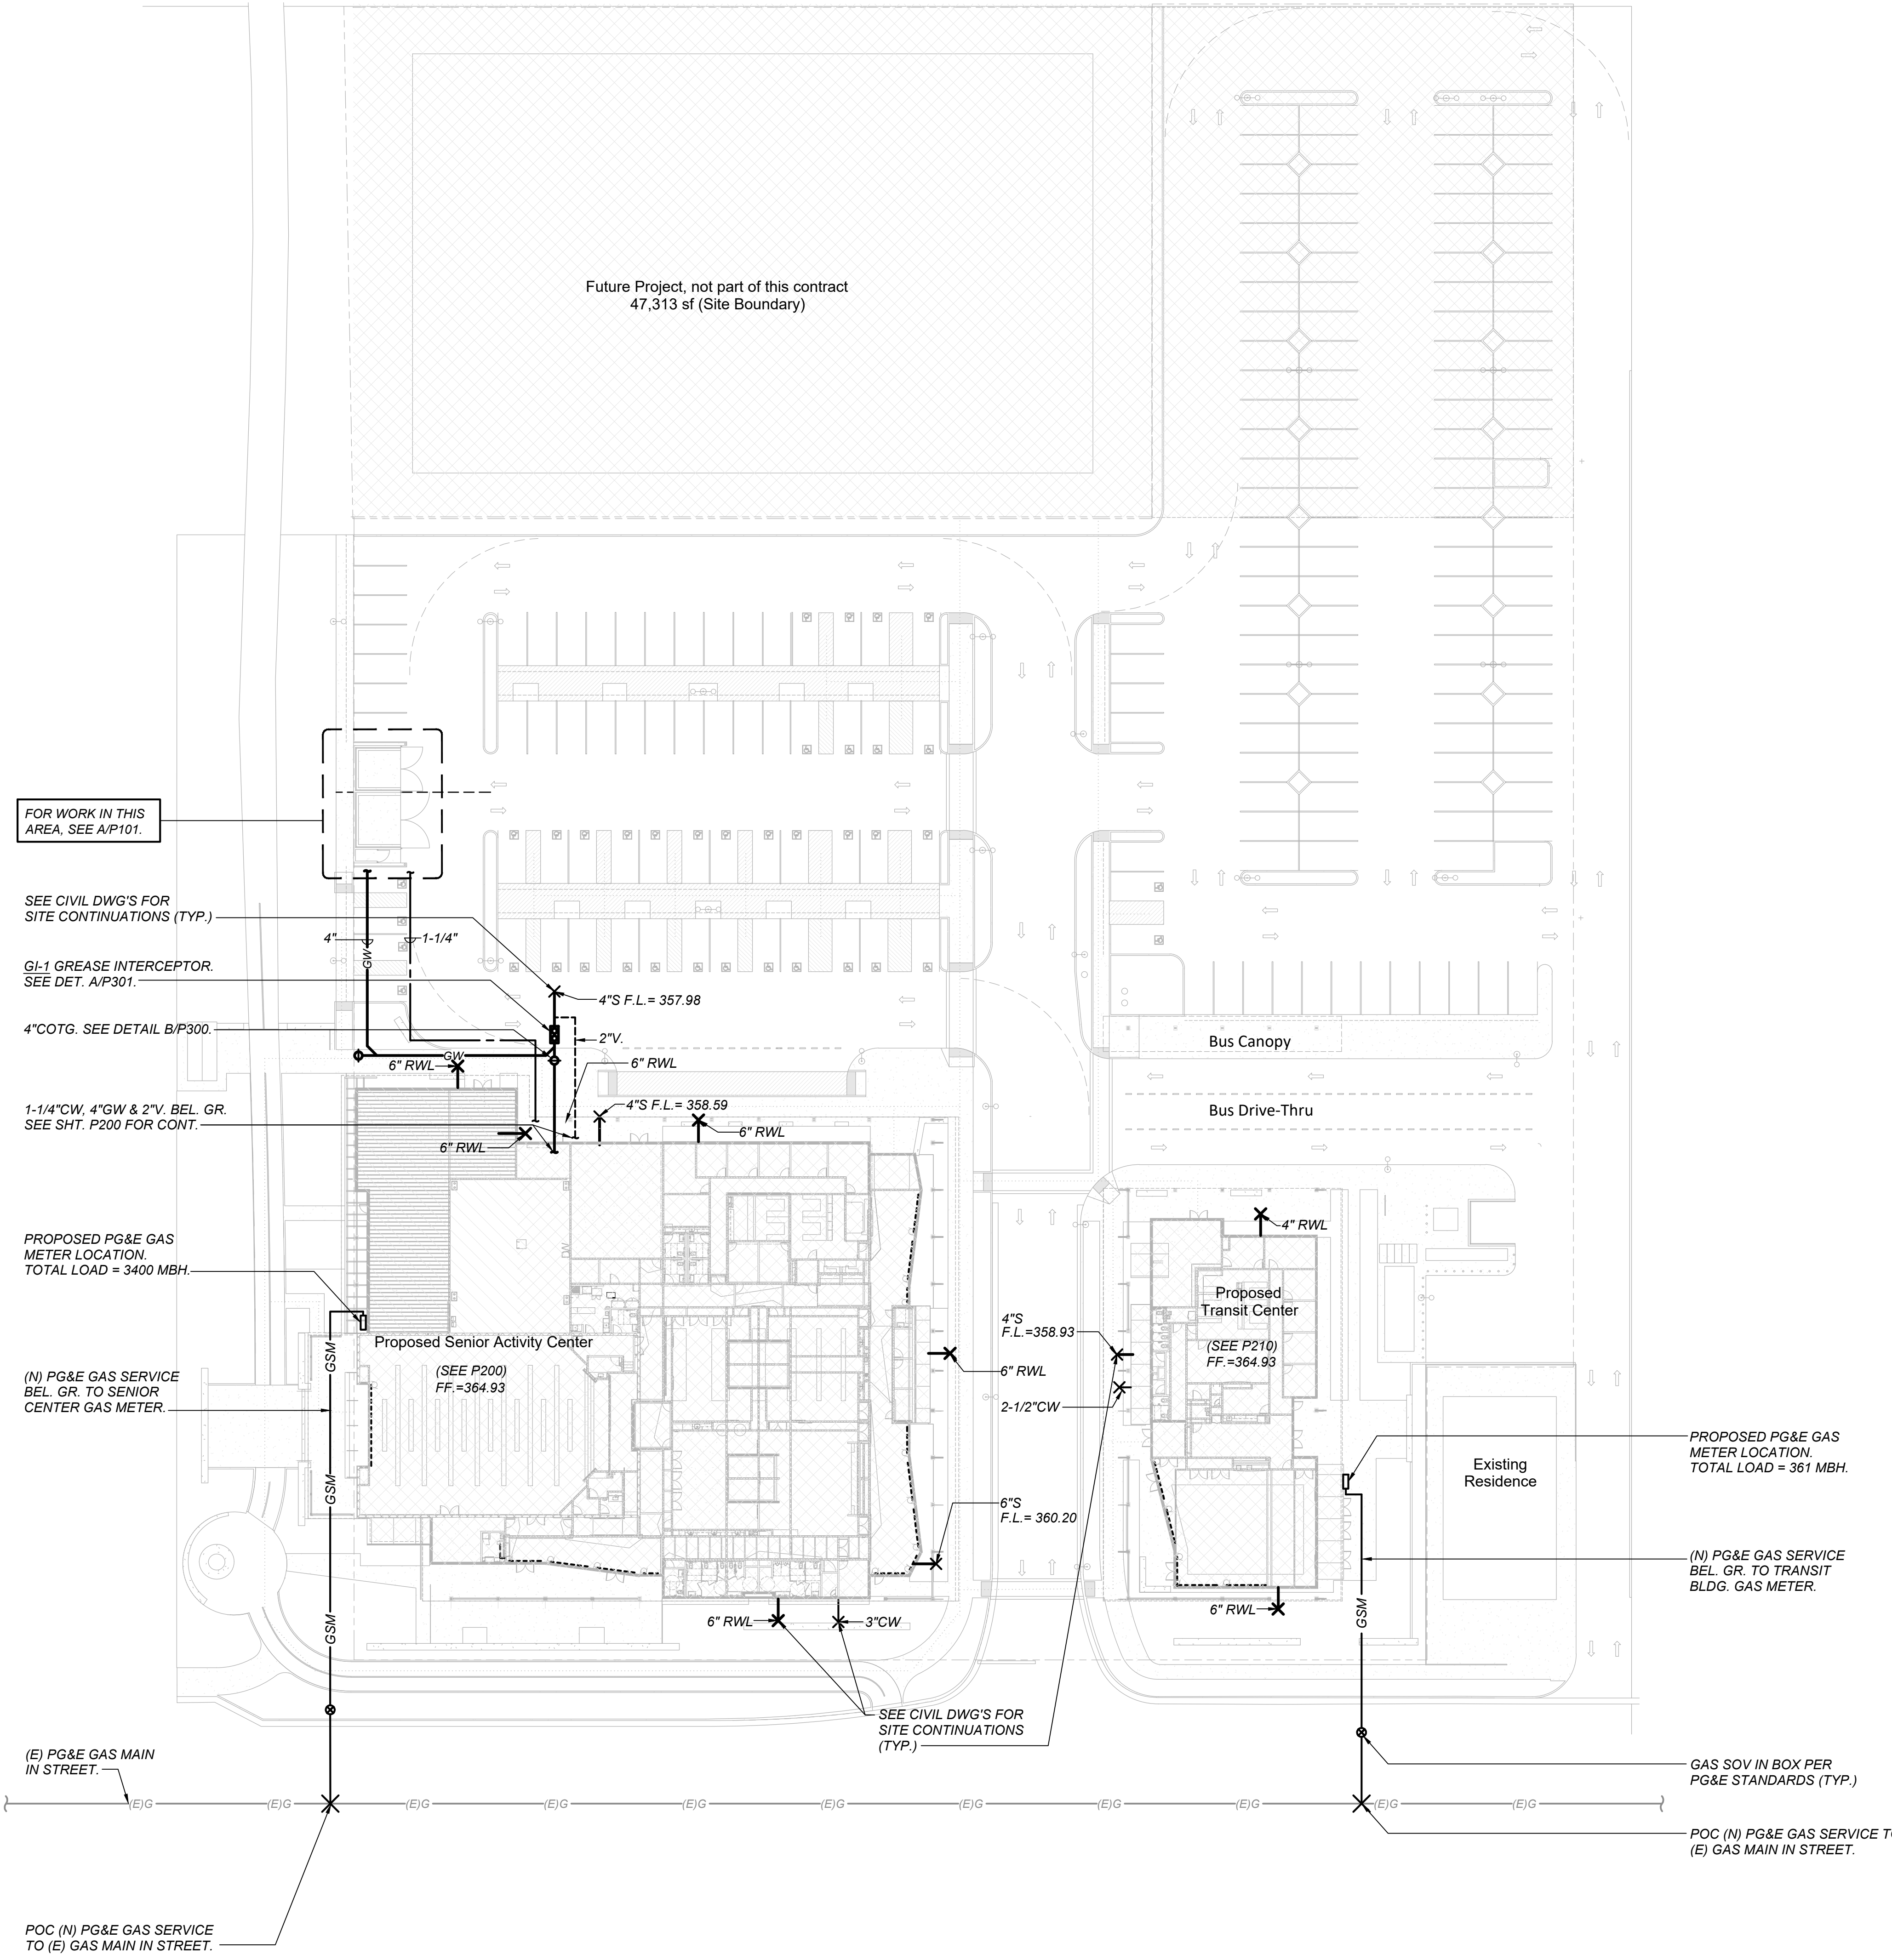 Future Project, not part of this contract
47,313 sf (Site Boundary)
FOR WORK IN THIS
AREA, SEE A/P101.
SEE CIVIL DWG'S FOR
SITE CONTINUATIONS (TYP.)
4"
1-1/4"
GW
GI-1 GREASE INTERCEPTOR.
SEE DET. A/P301.
4"S F.L.= 357.98
4"COTG. SEE DETAIL B/P300.
2"V.
GW
6" RWL
6" RWL
Bus Canopy
1-1/4"CW, 4"GW & 2"V. BEL. GR.
SEE SHT. P200 FOR CONT.
4"S F.L.= 358.59
6" RWL
6" RWL
Bus Drive-Thru
PROPOSED PG&E GAS
METER LOCATION.
TOTAL LOAD = 3400 MBH.
DW
4" RWL
Proposed
Transit Center
(SEE P210)
FF.=364.93
Proposed Senior Activity Center
(SEE P200)
FF.=364.93
4"S
F.L.=358.93
6" RWL
2-1/2"CW
(N) PG&E GAS SERVICE
BEL. GR. TO SENIOR
CENTER GAS METER.
GSM
GSM
GSM
Existing
Residence
PROPOSED PG&E GAS
METER LOCATION.
TOTAL LOAD = 361 MBH.
6"S
F.L.= 360.20
(N) PG&E GAS SERVICE
BEL. GR. TO TRANSIT
BLDG. GAS METER.
GSM
6" RWL
3"CW
6" RWL
SEE CIVIL DWG'S FOR
SITE CONTINUATIONS
(TYP.)
(E) PG&E GAS MAIN
IN STREET.
GAS SOV IN BOX PER
PG&E STANDARDS (TYP.)
(E)G (E)G (E)G (E)G (E)G (E)G (E)G (E)G (E)G (E)G (E)G
POC (N) PG&E GAS SERVICE
(E) GAS MAIN IN STREET.
POC (N) PG&E GAS SERVICE
TO (E) GAS MAIN IN STREET.